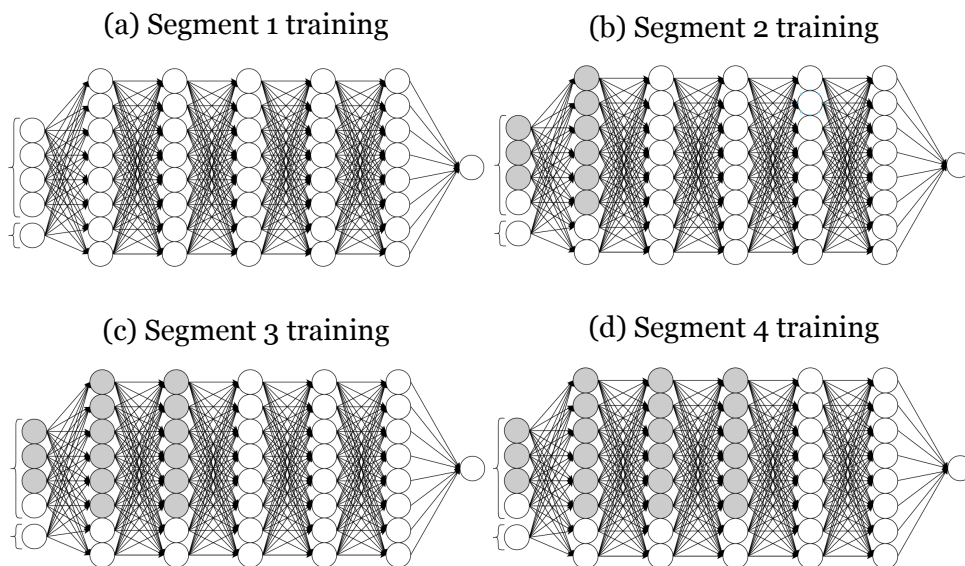 (a) Segment 1 training
(b) Segment 2 training
(c) Segment 3 training
(d) Segment 4 training